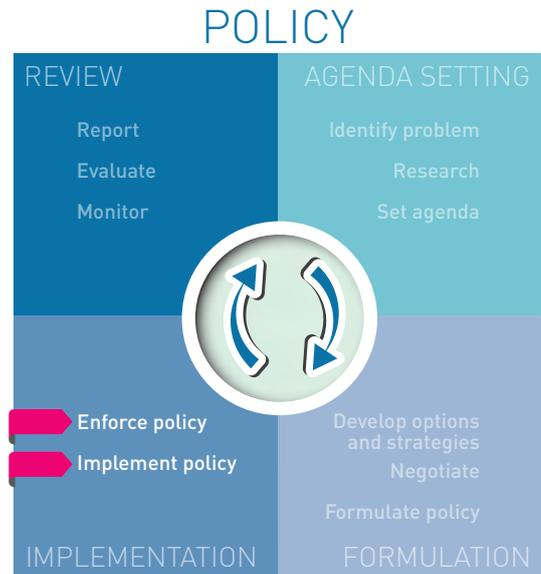 POLICY
REVIEW
Report
Evaluate
Monitor
AGENDA SETTING
Identify problem
Research
Set agenda
Enforce policy
Implement policy
IMPLEMENTATION
Develop options
and strategies
Negotiate
Formulate policy
FORMULATION